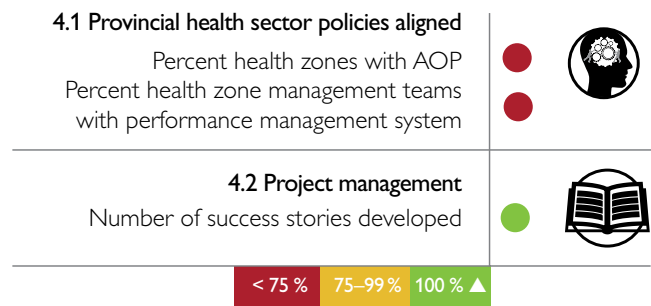 4.1 Provincial health sector policies aligned
Percent health zones with AOP
Percent health zone management teams
with performance management system
4.2 Project management
Number of success stories developed
< 75 % 75–99 % 100 % ▲